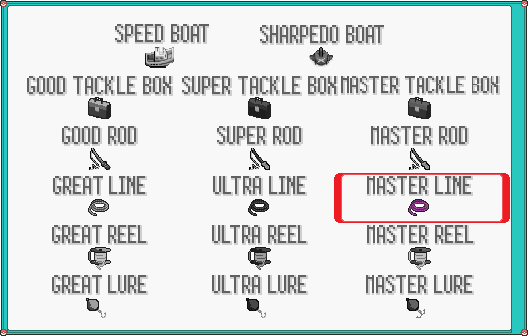 SPEED BOAT SHARPEDO BOAT
GOOD TACKLE BOX SUPER TACKLE BOX MASTER TACKLE BOX
GOOD ROD SUPER ROD MASTER ROD
GREAT LINE ULTRA LINE MASTER LINE
GREAT REEL ULTRA REEL MASTER REEL
GREAT LURE ULTRA LURE MASTER LURE